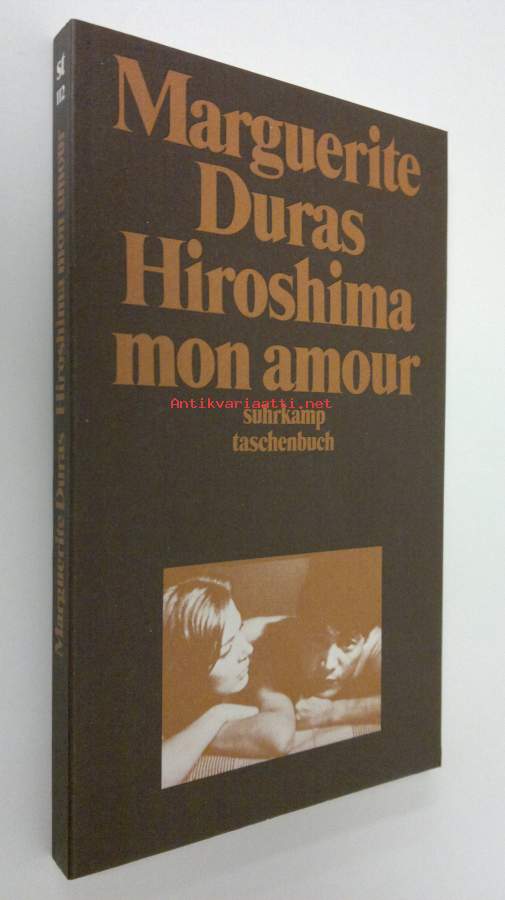 st
112
Marguerite Duras Hiroshima mon amour
Marguerite
Duras
Hiroshima
mon amour
Antikvariaatti.net
suhrkamp
taschenbuch